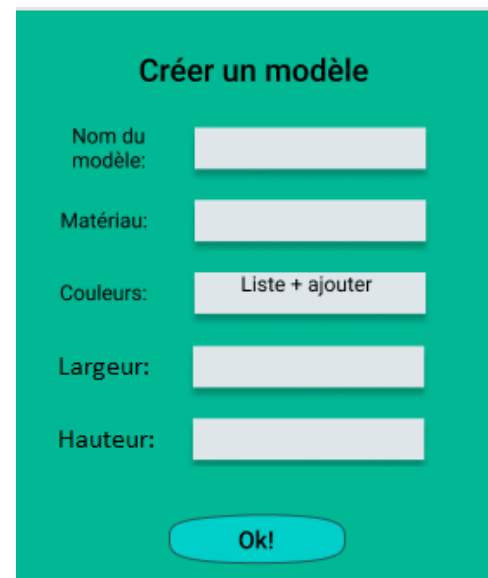 Créer un modèle
Nom du
modèle:
Matériau:
Couleurs:
Liste + ajouter
Largeur:
Hauteur:
Ok!